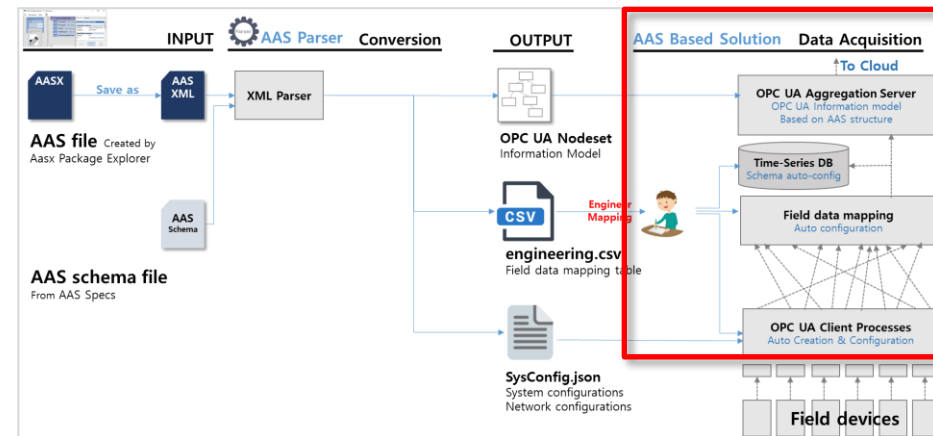 INPUT
AAS Parser
Conversion
OUTPUT
AAS Based Solution
Data Acquisition
To Cloud
AASX
Save as
AAS
XML
XML Parser
AAS file Created by
Aasx Package Explorer
AAS
Schema
AAS schema file
From AAS Specs
OPC UA Nodeset
Information Model
CSV
Engineer
Mapping
engineering.csv
Field data mapping table
SysConfig.json
System configurations
Network configurations
OPC UA Aggregation Server
OPC UA Information model
Based on AAS structure
Time-Series DB
Schema auto-config
Field data mapping
Auto configuration
OPC UA Client Processes
Auto Creation & Configuration
Field devices